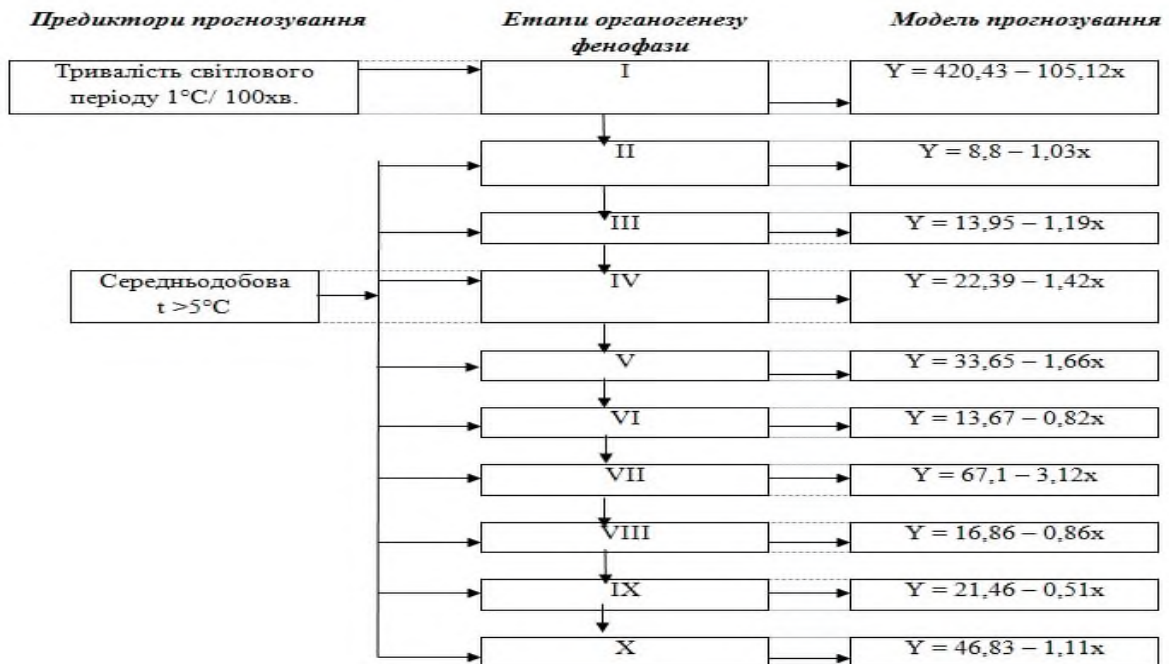 Предиктори прогнозування
Етапи органогенезу
фенофази
Модель прогнозування
Тривалість світлового
періоду 1°C/ 100хв.
I
Y = 420,43 – 105,12x
II
Y = 8,8 – 1,03x
III
Y = 13,95 – 1,19x
Середньодобова
t >5°C
IV
Y = 22,39 – 1,42x
V
Y = 33,65 – 1,66x
VI
Y = 13,67 – 0,82x
VII
Y = 67,1 – 3,12x
VIII
Y = 16,86 – 0,86x
IX
Y = 21,46 – 0,51x
X
Y = 46,83 – 1,11x